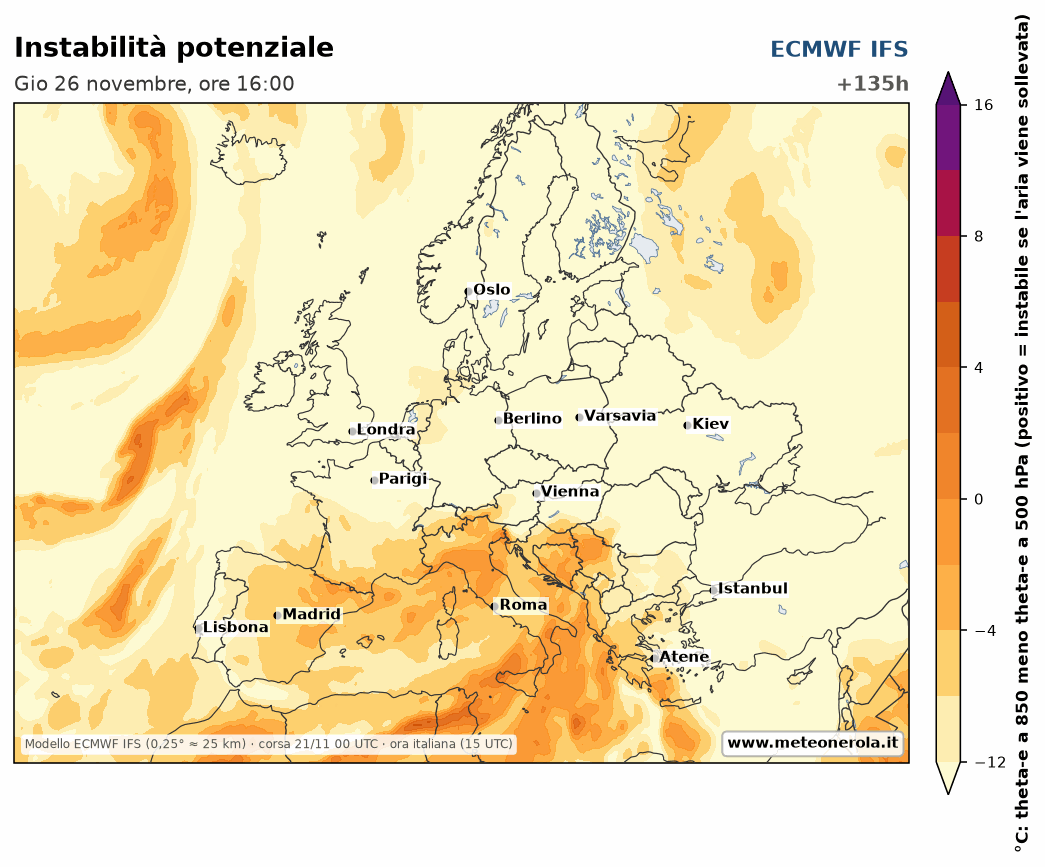 Instabilità potenziale
ECMWF IFS
Gio 26 novembre, ore 16:00
+135h
Oslo
Berlino
Varsavia
Kiev
Londra
Parigi
Vienna
Istanbul
Roma
Madrid
Lisbona
Atene
Modello ECMWF IFS (0,25° ≈ 25 km) · corsa 21/11 00 UTC · ora italiana (15 UTC)
www.meteonerola.it
16
8
4
0
−4
−12
°C: theta-e a 850 meno theta-e a 500 hPa (positivo = instabile se l'aria viene sollevata)